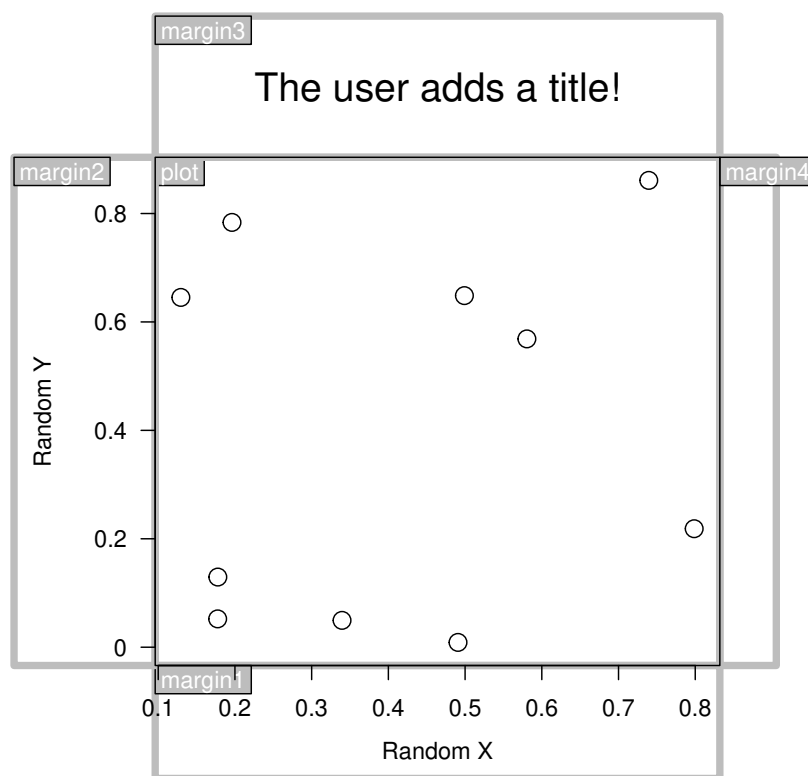 margin3
The user adds a title!
margin2
plot
margin4
0.8
0.6
0.4
0.2
0
Random Y
margin1
0.1 0.2 0.3 0.4 0.5 0.6 0.7 0.8
Random X